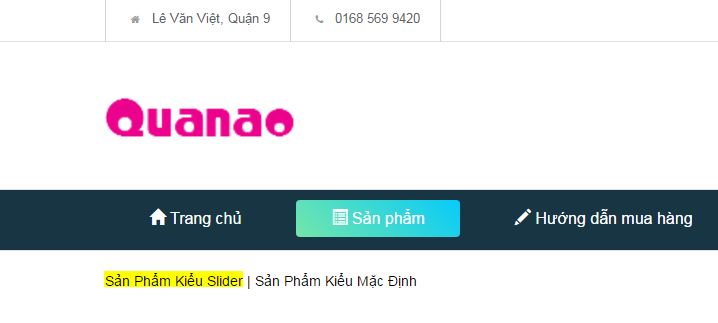 Lê Văn Việt, Quận 9 0168 569 9420
Quanao
Trang chủ Sản phẩm Hướng dẫn mua hàng
Sản Phẩm Kiểu Slider | Sản Phẩm Kiểu Mặc Định